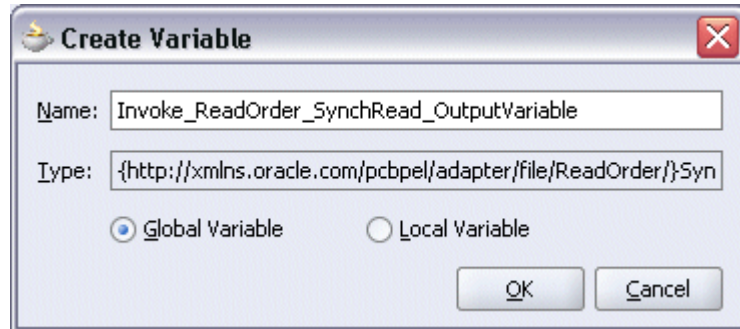 Create Variable
Name: Invoke_ReadOrder_SynchRead_OutputVariable
Type: {http://xmlns.oracle.com/pcbpel/adapter/file/ReadOrder/}Syn
Global Variable Local Variable
OK Cancel